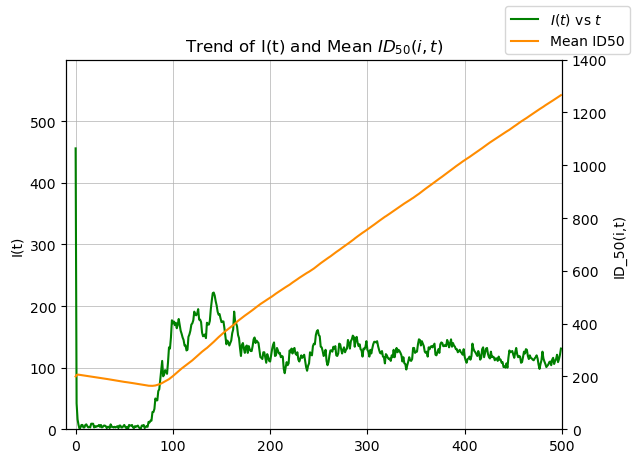 I(t) vs t
Mean ID50
Trend of I(t) and Mean ID₅₀(i, t)
I(t)
500
400
300
200
100
0
0 100 200 300 400 500
1400
1200
1000
800
600
400
200
0
ID_50(i,t)